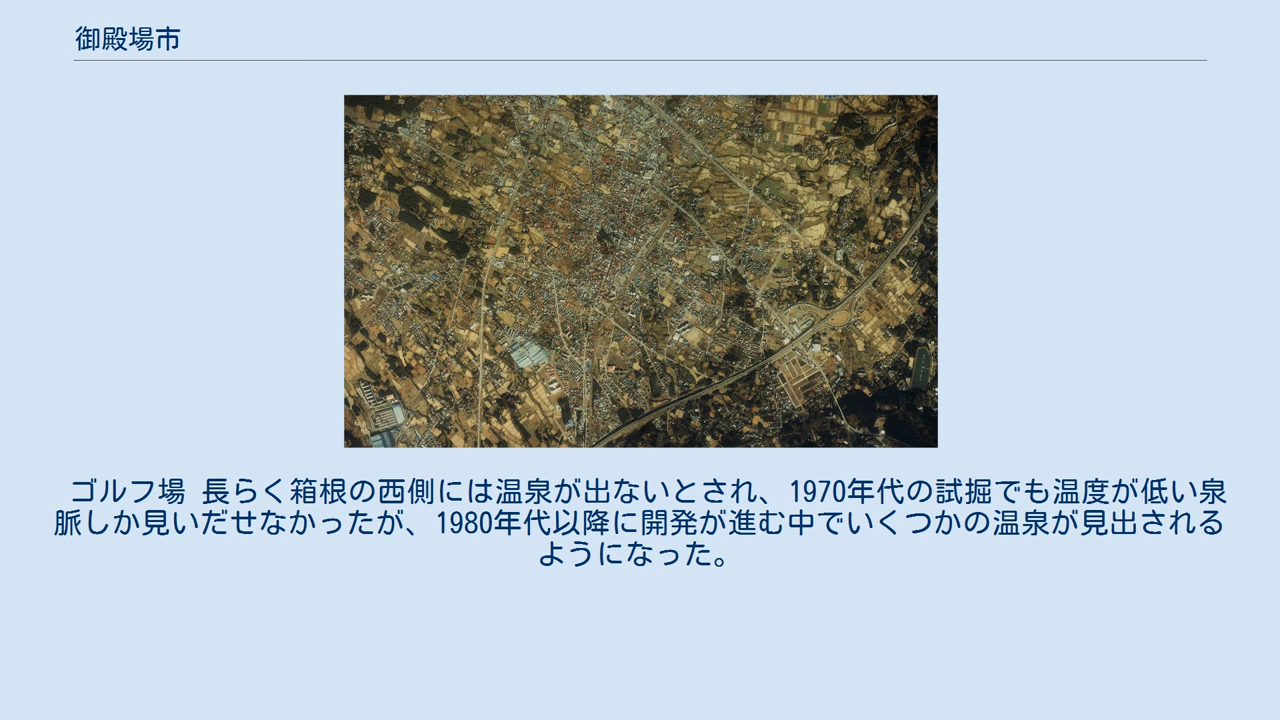 御殿場市
ゴルフ場 長らく箱根の西側には温泉が出ないとされ、1970年代の試掘でも温度が低い泉
脈しか見いだせなかったが、1980年代以降に開発が進む中でいくつかの温泉が見出される
ようになった。